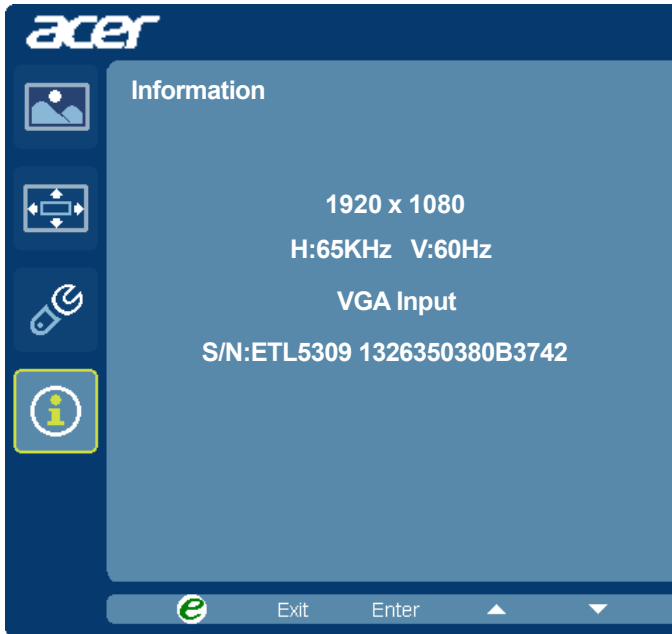 acer
Information
1920 x 1080
H:65KHz V:60Hz
VGA Input
S/N:ETL5309 1326350380B3742
e Exit Enter